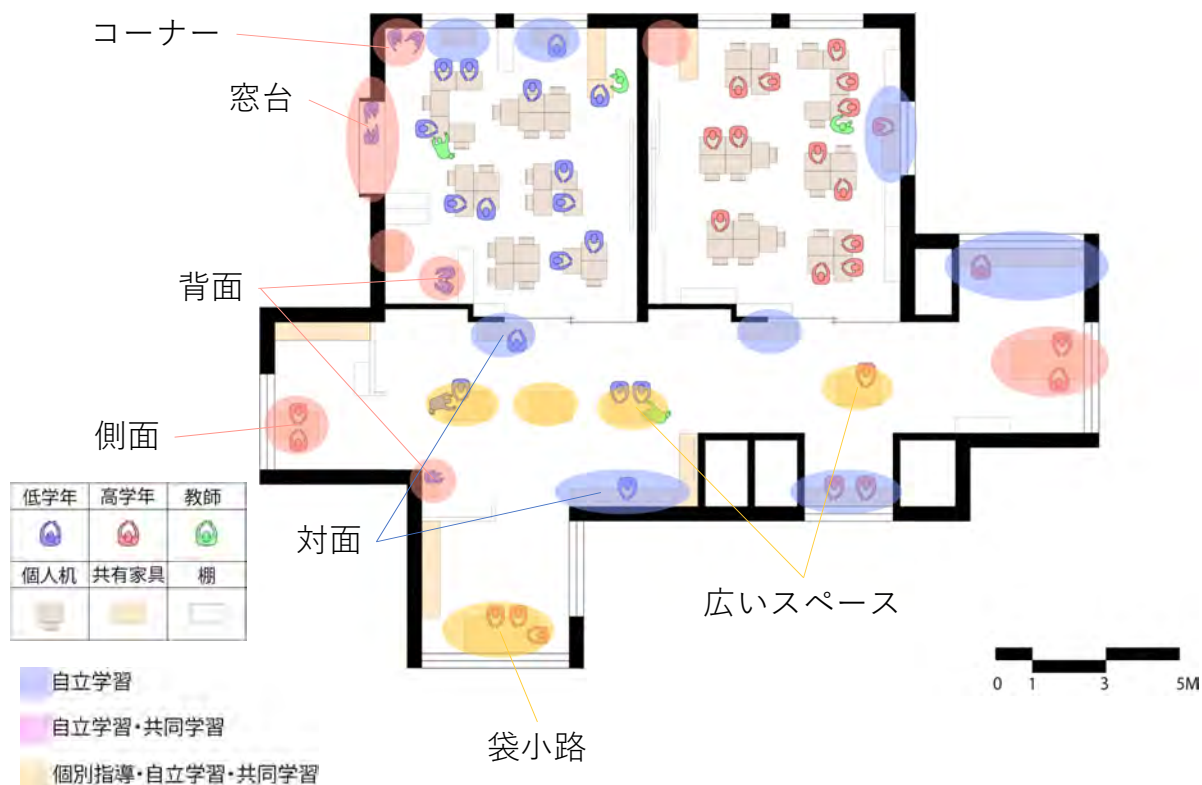 コーナー
窓台
背面
側面
対面
広いスペース
袋小路
低学年 高学年 教師
個人机 共有家具 棚
0 1 3 5M
自立学習
自立学習・共同学習
個別指導・自立学習・共同学習